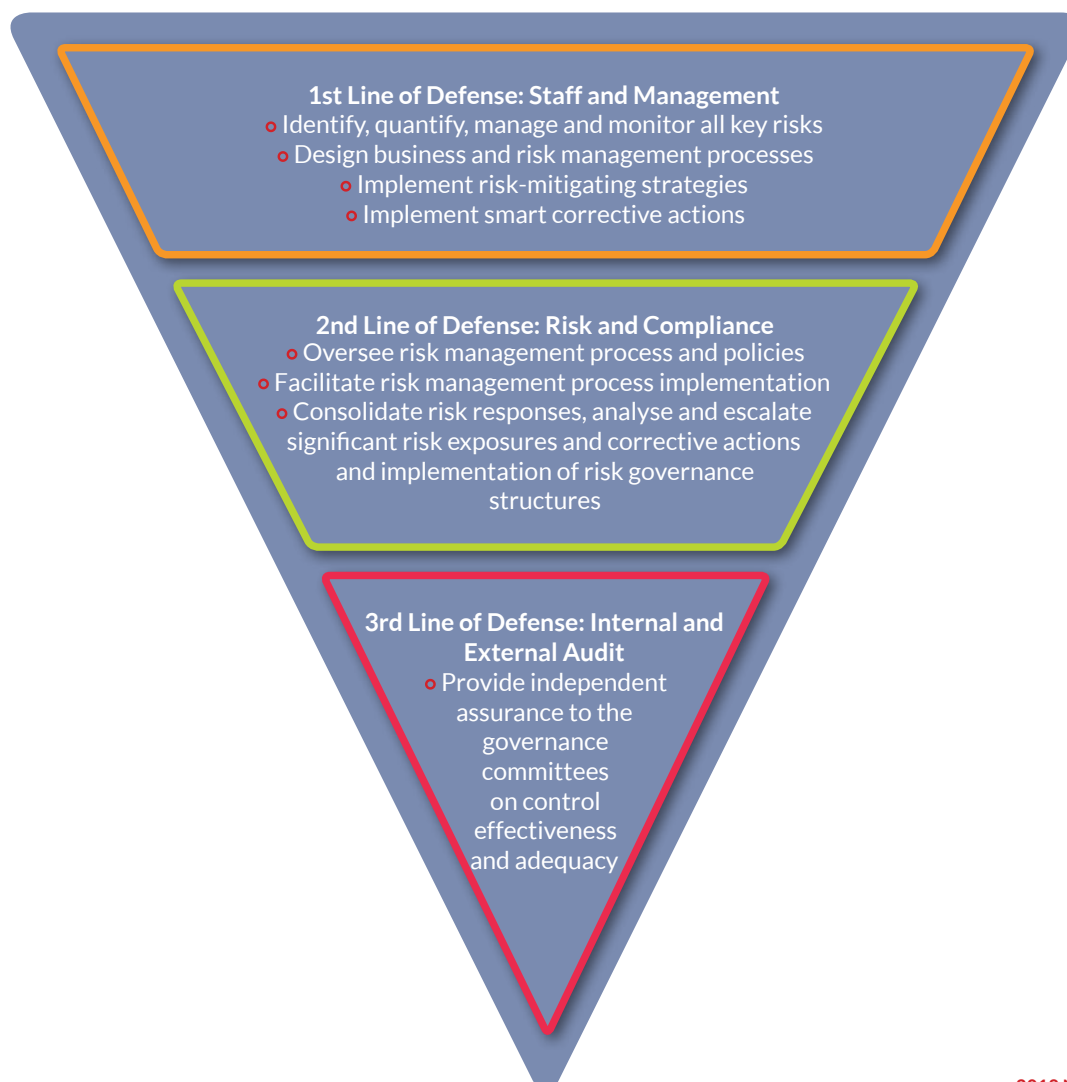 1st Line of Defense: Staff and Management
Identify, quantify, manage and monitor all key risks
Design business and risk management processes
Implement risk-mitigating strategies
Implement smart corrective actions
2nd Line of Defense: Risk and Compliance
Oversee risk management process and policies
Facilitate risk management process implementation
Consolidate risk responses, analyse and escalate
significant risk exposures and corrective actions
and implementation of risk governance
structures
3rd Line of Defense: Internal and
External Audit
Provide independent
assurance to the
governance
committees
on control
effectiveness
and adequacy